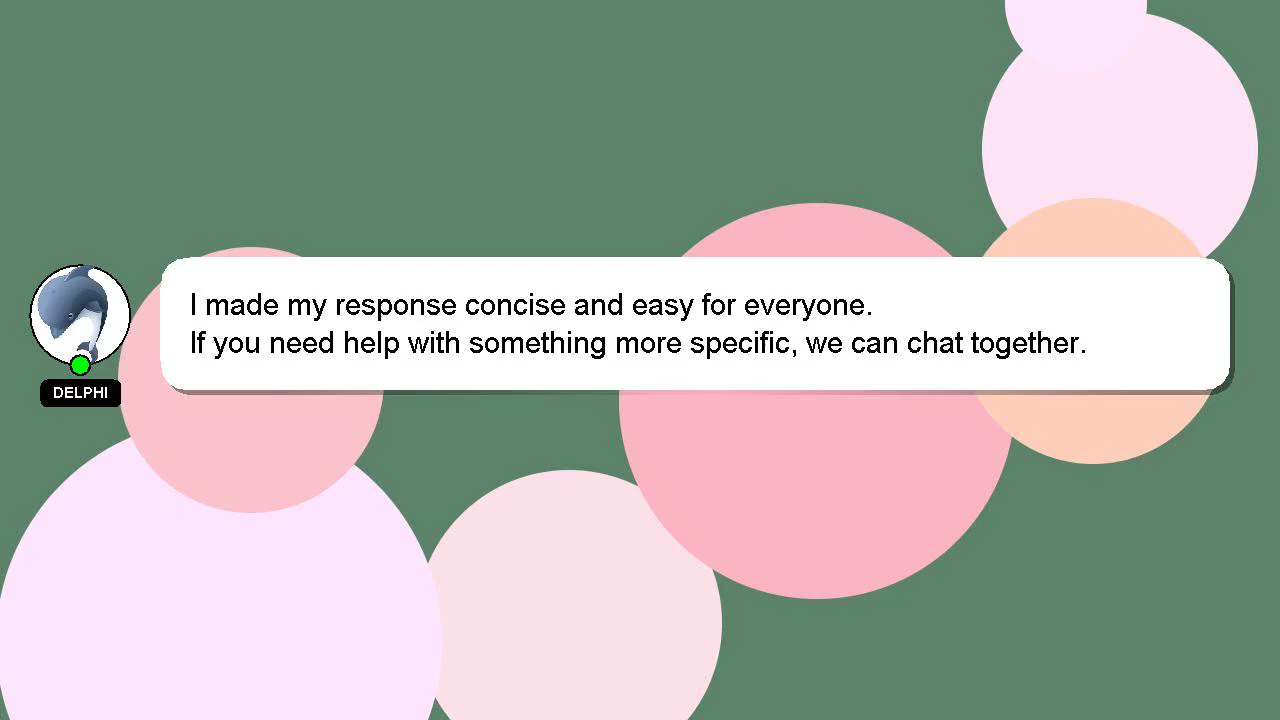 I made my response concise and easy for everyone.
If you need help with something more specific, we can chat together.
DELPHI